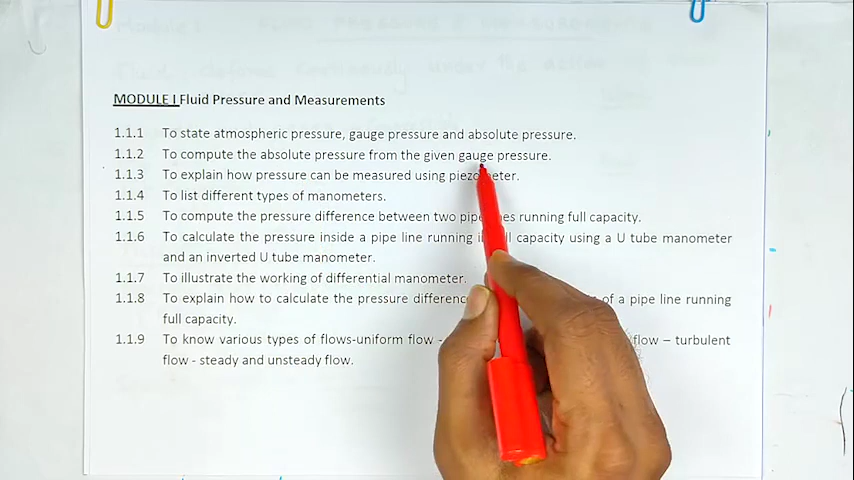 MODULE I Fluid Pressure and Measurements
1.1.1 To state atmospheric pressure, gauge pressure and absolute pressure.
1.1.2 To compute the absolute pressure from the given gauge pressure.
1.1.3 To explain how pressure can be measured using piezometer.
1.1.4 To list different types of manometers.
1.1.5 To compute the pressure difference between two pipe lines running full capacity.
1.1.6 To calculate the pressure inside a pipe line running in full capacity using a U tube manometer
and an inverted U tube manometer.
1.1.7 To illustrate the working of differential manometer.
1.1.8 To explain how to calculate the pressure difference of a pipe line running
full capacity.
1.1.9 To know various types of flows-uniform flow - flow – turbulent
flow - steady and unsteady flow.